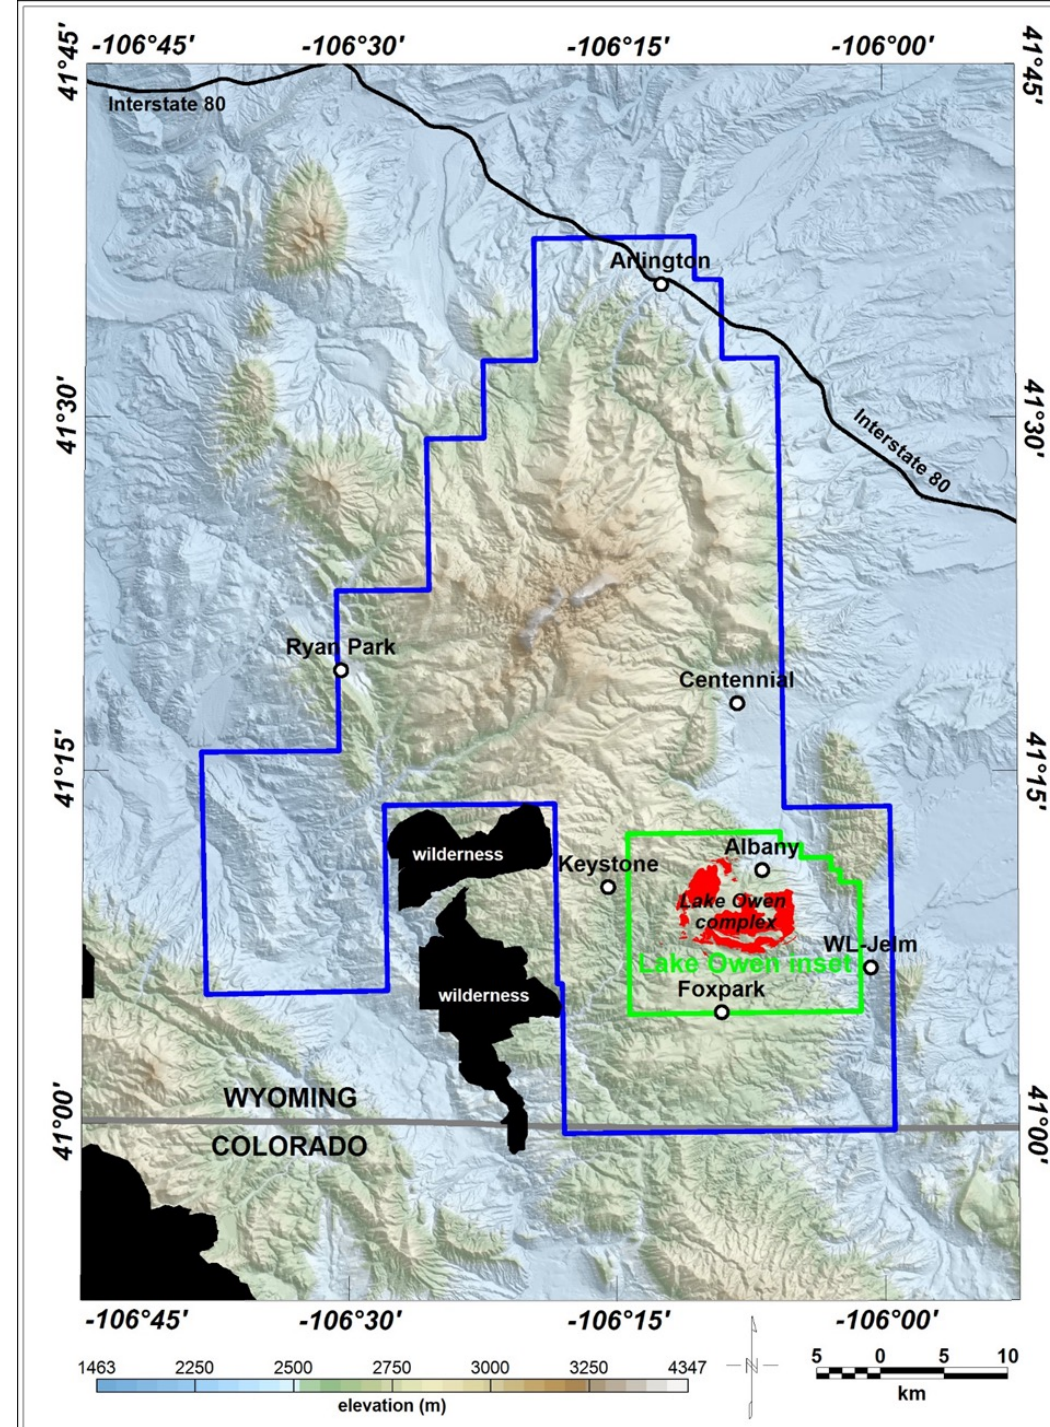 -106°45'
-106°30'
-106°15'
-106°00'
41°45'
41°45'
Interstate 80
Arlington
41°30'
41°30'
Interstate 80
Ryan Park
Centennial
41°15'
41°15'
wilderness
Albany
Keystone
Lake Owen
complex
WL-Jelm
Lake Owen inset
wilderness
Foxpark
WYOMING
41°00'
41°00'
COLORADO
-106°45'
-106°30'
-106°15'
-106°00'
1463 2250 2500 2750 3000 3250 4347
elevation (m)
N
5 0 5 10
km